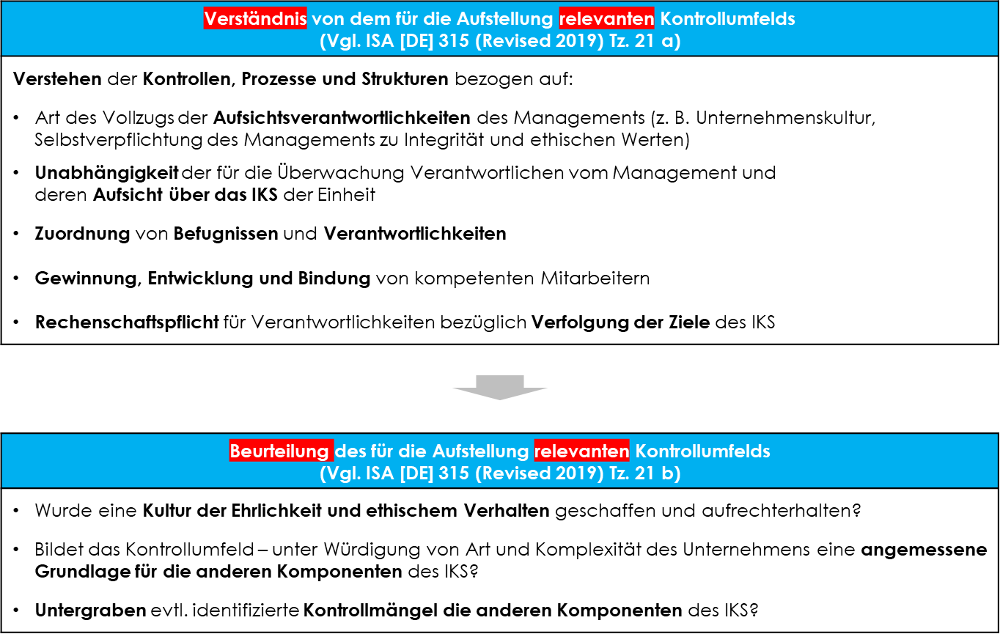 Verständnis von dem für die Aufstellung relevanten Kontrollumfelds
(Vgl. ISA [DE] 315 (Revised 2019) Tz. 21 a)
Verstehen der Kontrollen, Prozesse und Strukturen bezogen auf:
• Art des Vollzugs der Aufsichtsverantwortlichkeiten des Managements (z. B. Unternehmenskultur,
Selbstverpflichtung des Managements zu Integrität und ethischen Werten)
• Unabhängigkeit der für die Überwachung Verantwortlichen vom Management und
deren Aufsicht über das IKS der Einheit
• Zuordnung von Befugnissen und Verantwortlichkeiten
• Gewinnung, Entwicklung und Bindung von kompetenten Mitarbeitern
• Rechenschaftspflicht für Verantwortlichkeiten bezüglich Verfolgung der Ziele des IKS
Beurteilung des für die Aufstellung relevanten Kontrollumfelds
(Vgl. ISA [DE] 315 (Revised 2019) Tz. 21 b)
• Wurde eine Kultur der Ehrlichkeit und ethischem Verhalten geschaffen und aufrechterhalten?
• Bildet das Kontrollumfeld – unter Würdigung von Art und Komplexität des Unternehmens eine angemessene
Grundlage für die anderen Komponenten des IKS?
• Untergraben evtl. identifizierte Kontrollmängel die anderen Komponenten des IKS?